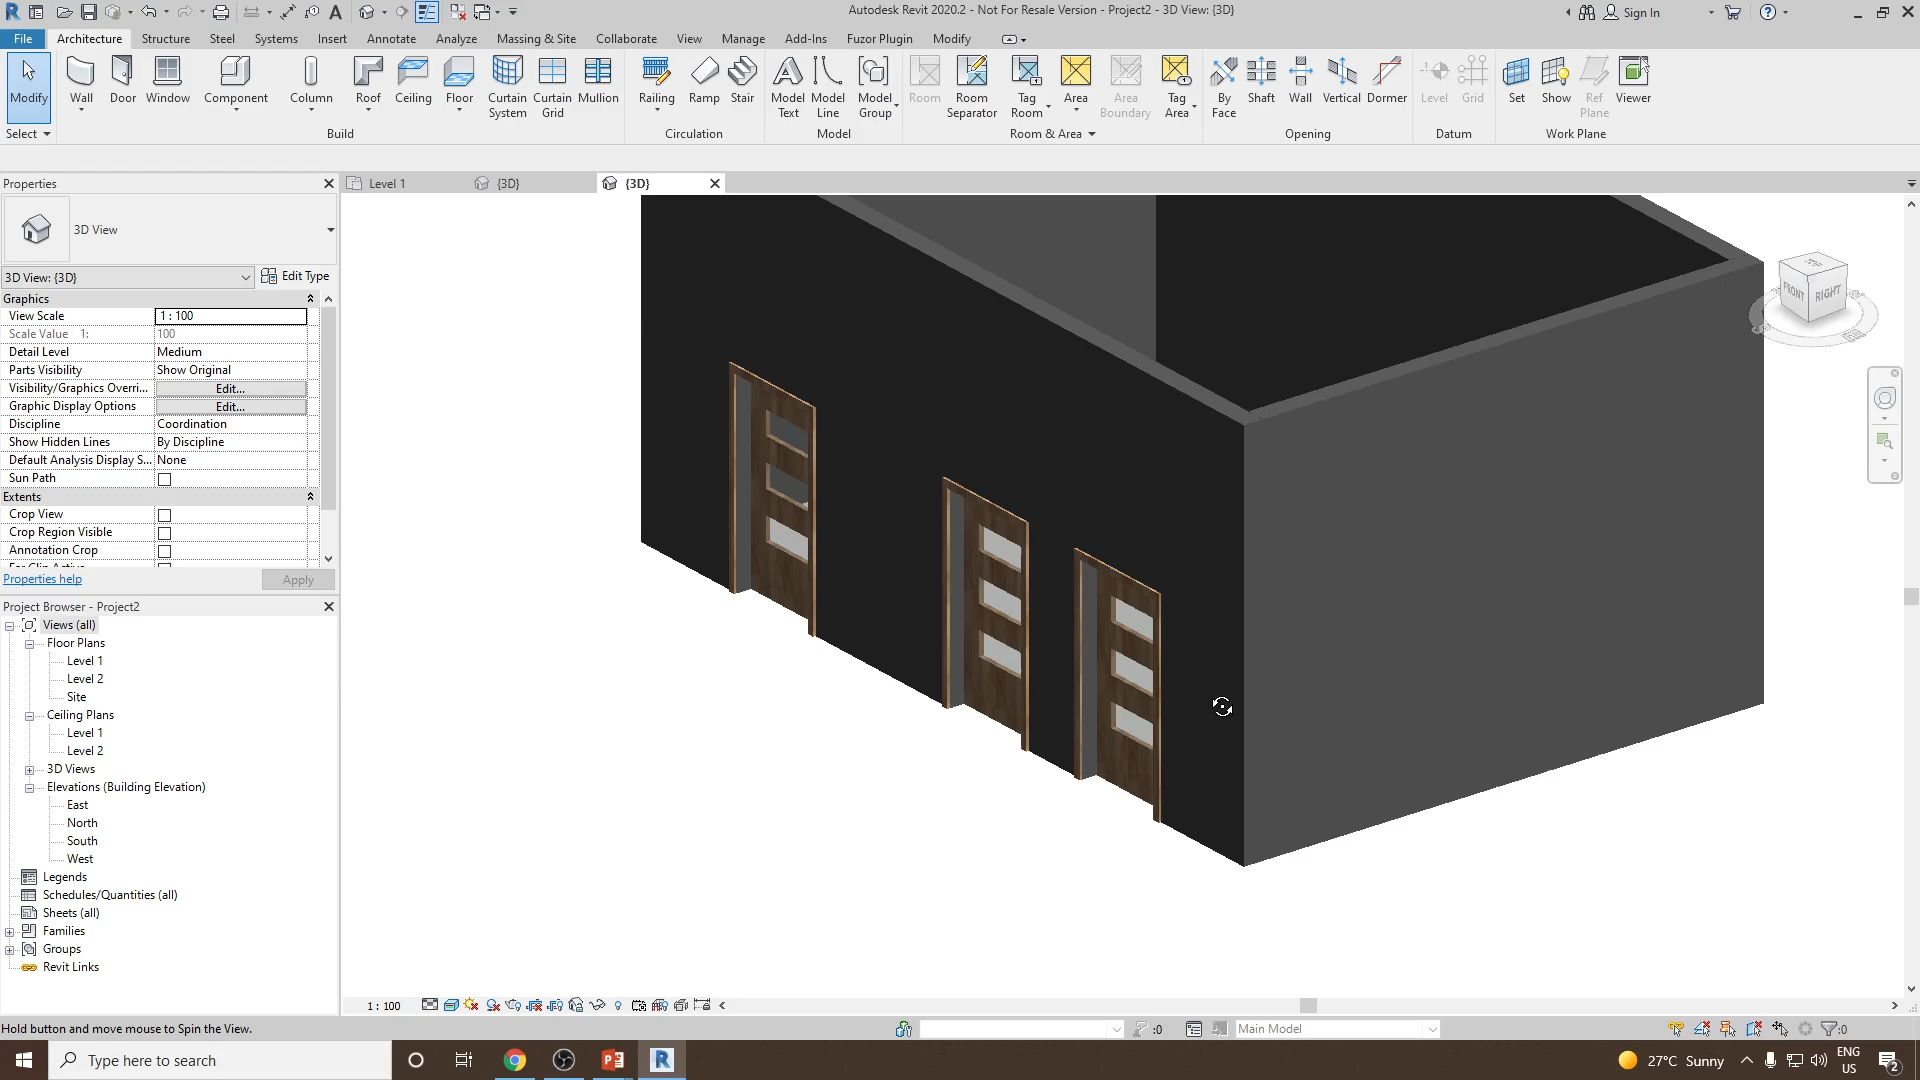 Autodesk Revit 2020.2 - Not For Resale Version - Project2 - 3D View: {3D}
Sign In
File Architecture Structure Steel Systems Insert Annotate Analyze Massing & Site Collaborate View Manage Add-Ins Fuzor Plugin Modify
Modify Wall Door Window Component Column Roof Ceiling Floor Curtain System Curtain Grid Mullion Railing Ramp Stair Model Text Model Line Model Group Room Room Separator Tag Room Area Area Boundary Tag Area By Face Shaft Wall Vertical Dormer Level Grid Set Show Ref Plane Viewer
Select Build Circulation Model Room & Area Opening Datum Work Plane
Properties
Level 1 {3D} {3D}
3D View
3D View: {3D} Edit Type
Graphics
View Scale 1 : 100
Scale Value 1: 100
Detail Level Medium
Parts Visibility Show Original
Visibility/Graphics Overri... Edit...
Graphic Display Options Edit...
Discipline Coordination
Show Hidden Lines By Discipline
Default Analysis Display S... None
Sun Path
Extents
Crop View
Crop Region Visible
Annotation Crop
Properties help Apply
TOP
FRONT RIGHT
Project Browser - Project2
Views (all)
Floor Plans
Level 1
Level 2
Site
Ceiling Plans
Level 1
Level 2
3D Views
Elevations (Building Elevation)
East
North
South
West
Legends
Schedules/Quantities (all)
Sheets (all)
Families
Groups
Revit Links
1 : 100
Hold button and move mouse to Spin the View.
:0
Main Model
:0
Type here to search
27°C Sunny
ENG
US
2